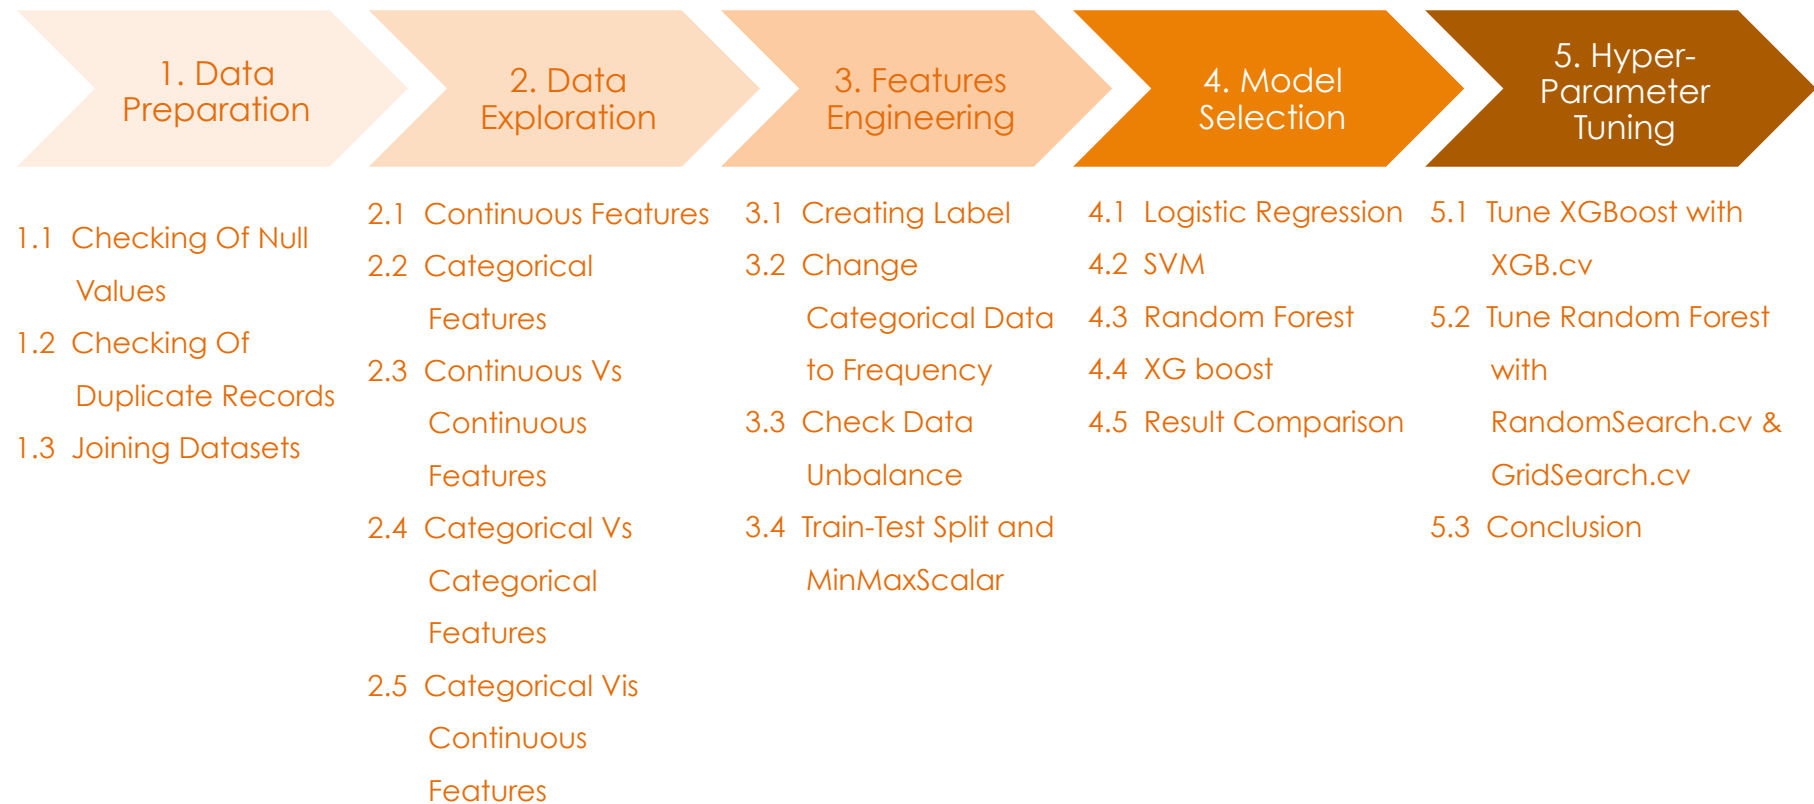 1. Data
Preparation
2. Data
Exploration
3. Features
Engineering
4. Model
Selection
5. Hyper-
Parameter
Tuning
1.1 Checking Of Null
Values
1.2 Checking Of
Duplicate Records
1.3 Joining Datasets
2.1 Continuous Features
2.2 Categorical
Features
2.3 Continuous Vs
Continuous
Features
2.4 Categorical Vs
Categorical
Features
2.5 Categorical Vis
Continuous
Features
3.1 Creating Label
3.2 Change
Categorical Data
to Frequency
3.3 Check Data
Unbalance
3.4 Train-Test Split and
MinMaxScalar
4.1 Logistic Regression
4.2 SVM
4.3 Random Forest
4.4 XG boost
4.5 Result Comparison
5.1 Tune XGBoost with
XGB.cv
5.2 Tune Random Forest
with
RandomSearch.cv &
GridSearch.cv
5.3 Conclusion